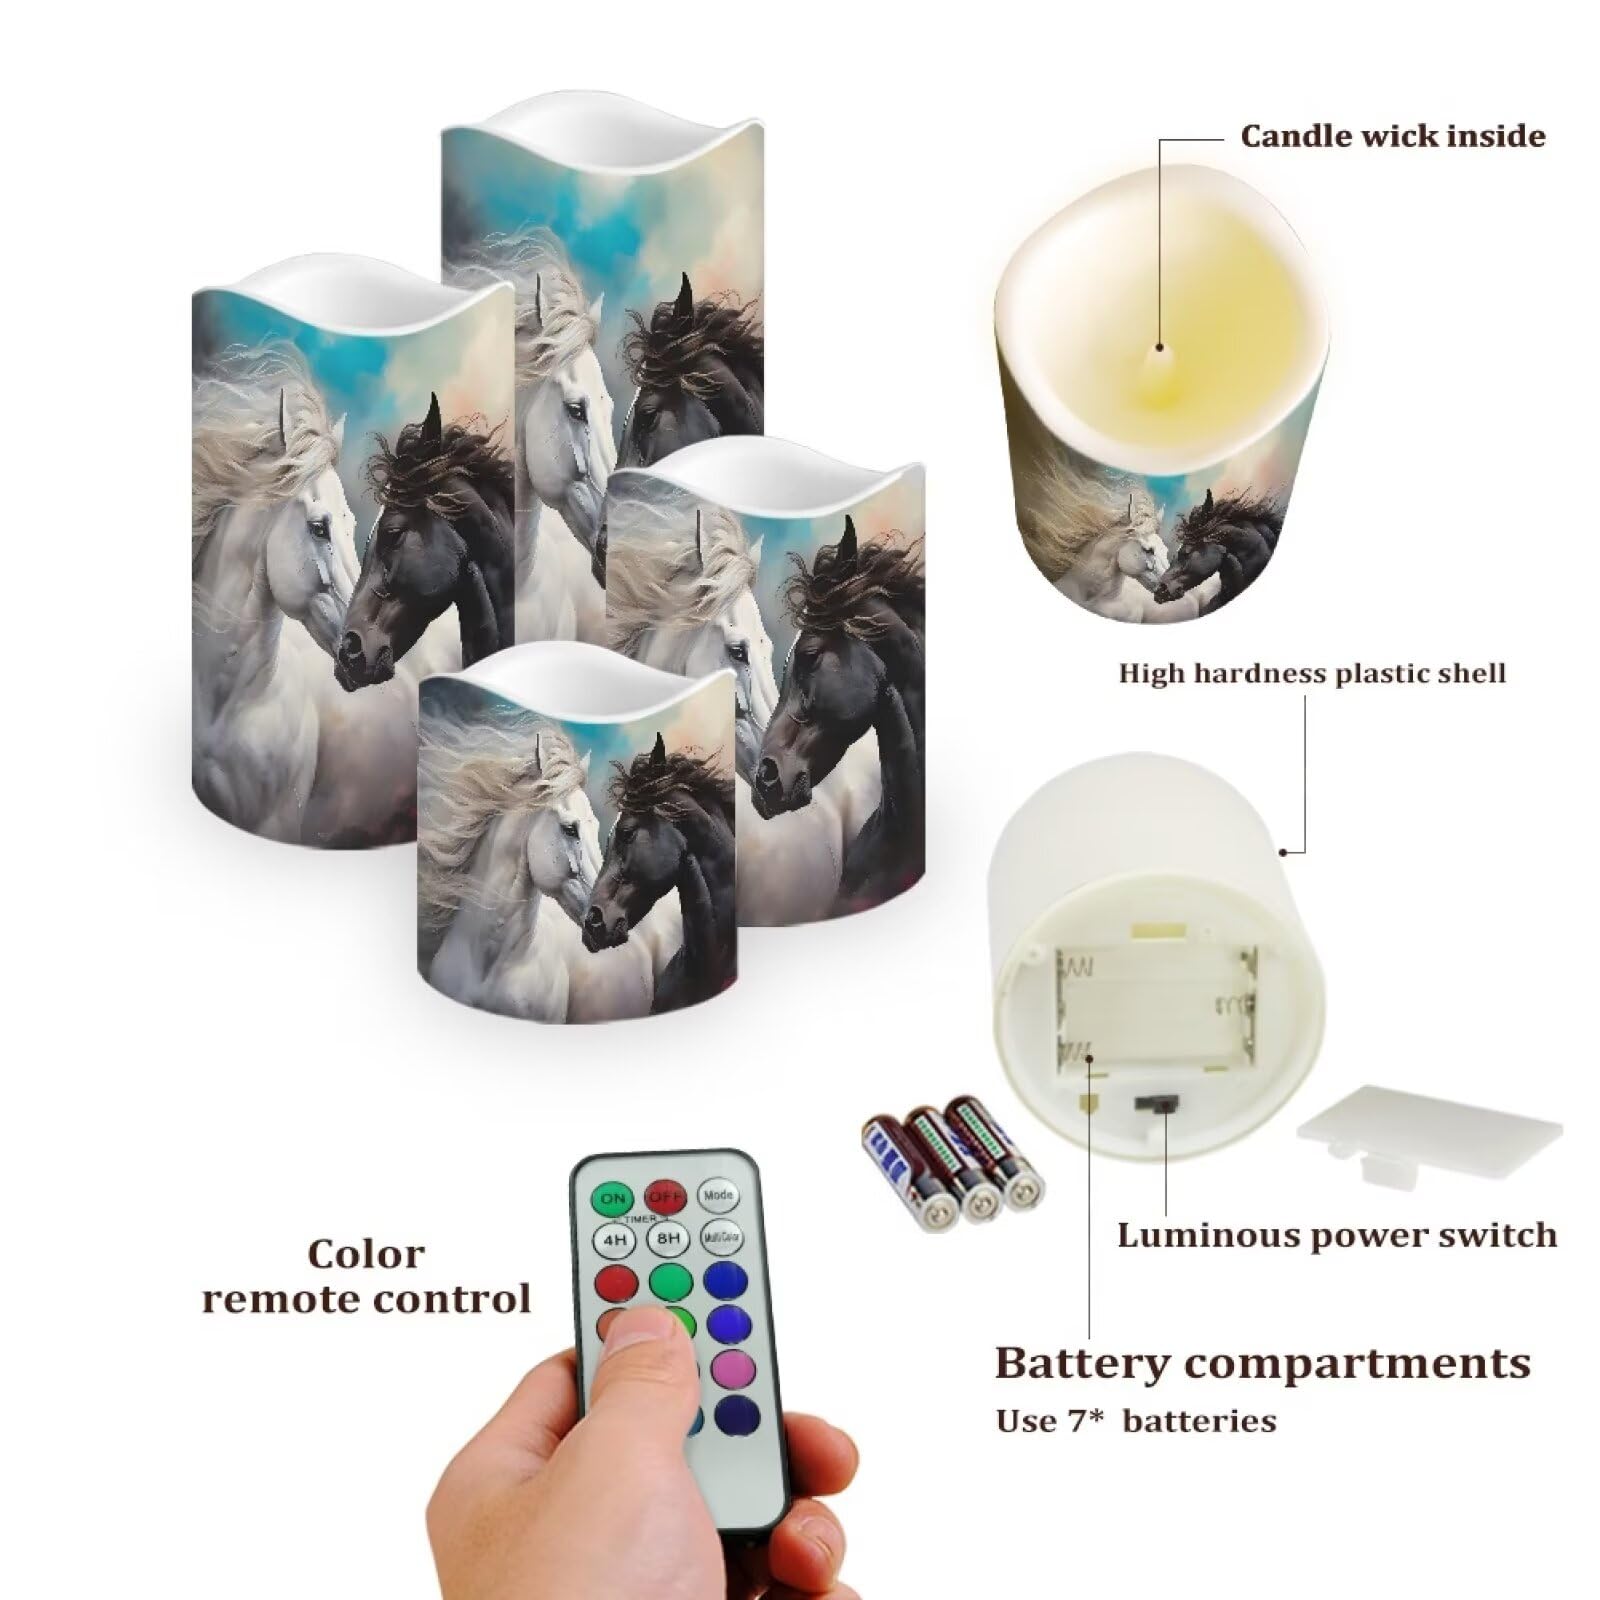 Candle wick inside
High hardness plastic shell
Luminous power switch
Battery compartments
Use 7* batteries
Color
remote control
ON OFF Mode
TIMER
4H 8H Multi Color